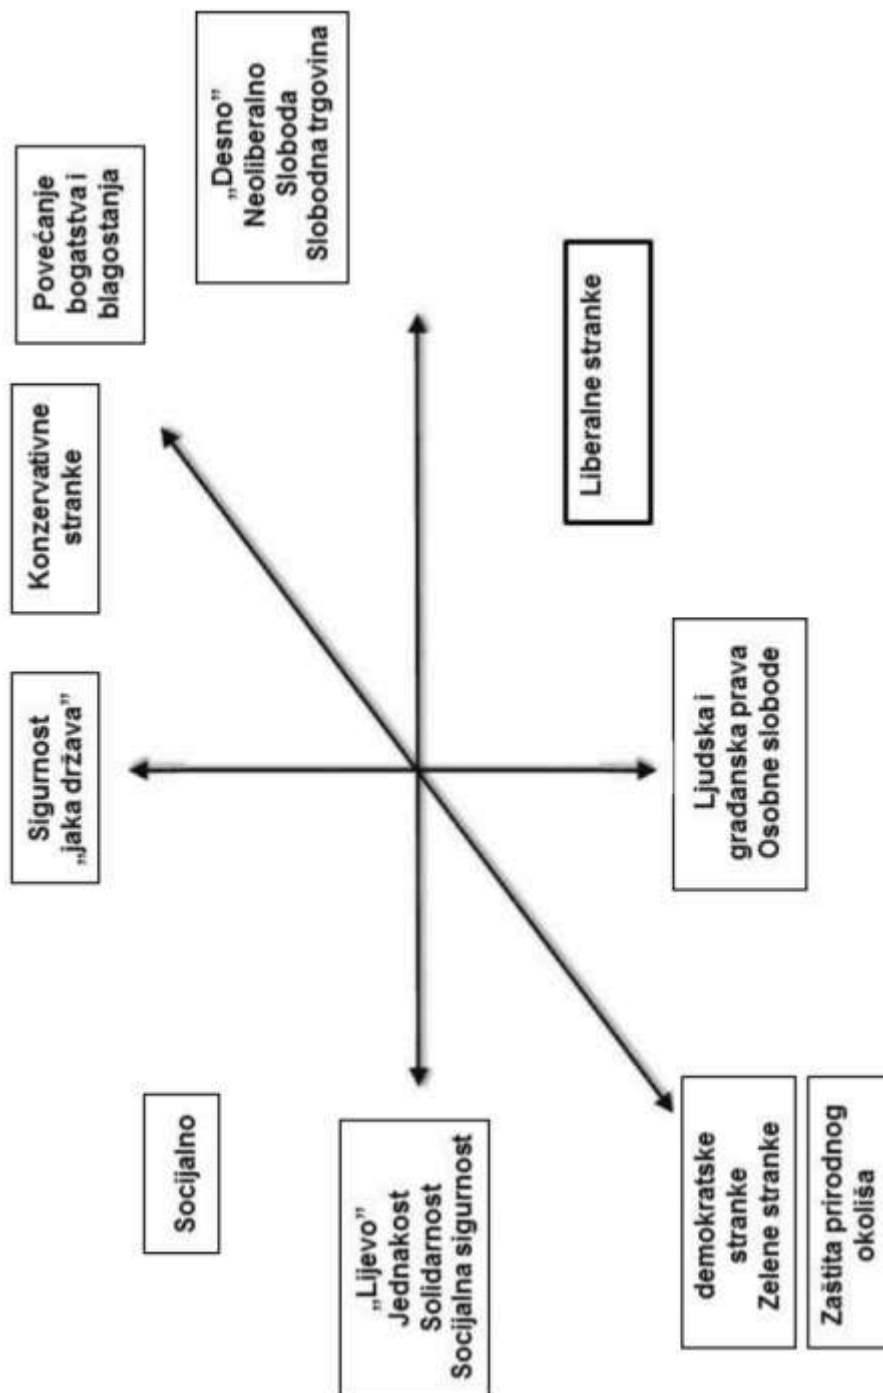 Povećanje
bogatstva i
blagostanja
„Desno”
Neoliberalno
Sloboda
Slobodna trgovina
Konzervativne
stranke
Liberalne stranke
Sigurnost
„jaka država”
Ljudska i
građanska prava
Osobne slobode
Socijalno
„Lijevo”
Jednakost
Solidarnost
Socijalna sigurnost
demokratske
stranke
Zelene stranke
Zaštita prirodnog
okoliša